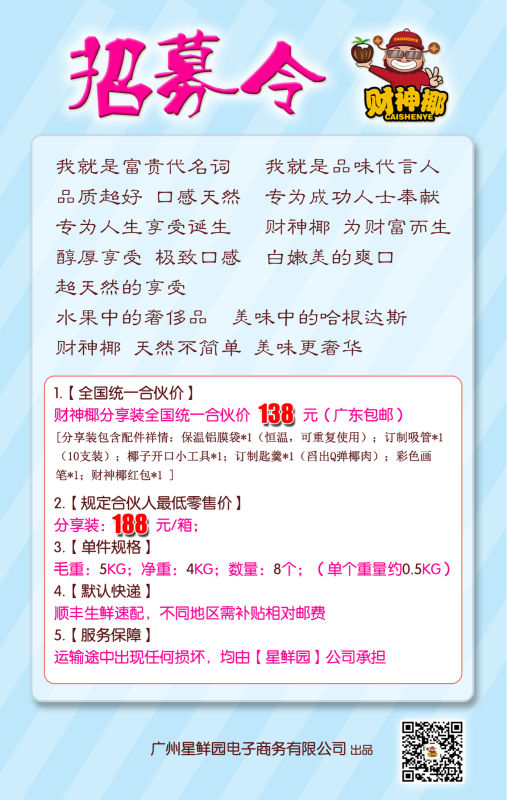 招募令
CAISHENYE
财神椰
CAISHENYE
我就是富贵代名词 我就是品味代言人
品质超好 口感天然 专为成功人士奉献
专为人生享受诞生 财神椰 为财富而生
醇厚享受 极致口感 白嫩美的爽口
超天然的享受
水果中的奢侈品 美味中的哈根达斯
财神椰 天然不简单 美味更奢华
1.【全国统一合伙价】
财神椰分享装全国统一合伙价 138 元（广东包邮）
[分享装包含配件祥情：保温铝膜袋*1（恒温，可重复使用）；订制吸管*1
（10支装）；椰子开口小工具*1；订制匙羹*1（舀出Q弹椰肉）；彩色画
笔*1；财神椰红包*1 ]
2.【规定合伙人最低零售价】
分享装：188 元/箱；
3.【单件规格】
毛重：5KG；净重：4KG；数量：8个；（单个重量约0.5KG）
4.【默认快递】
顺丰生鲜速配，不同地区需补贴相对邮费
5.【服务保障】
运输途中出现任何损坏，均由【星鲜园】公司承担
广州星鲜园电子商务有限公司 出品